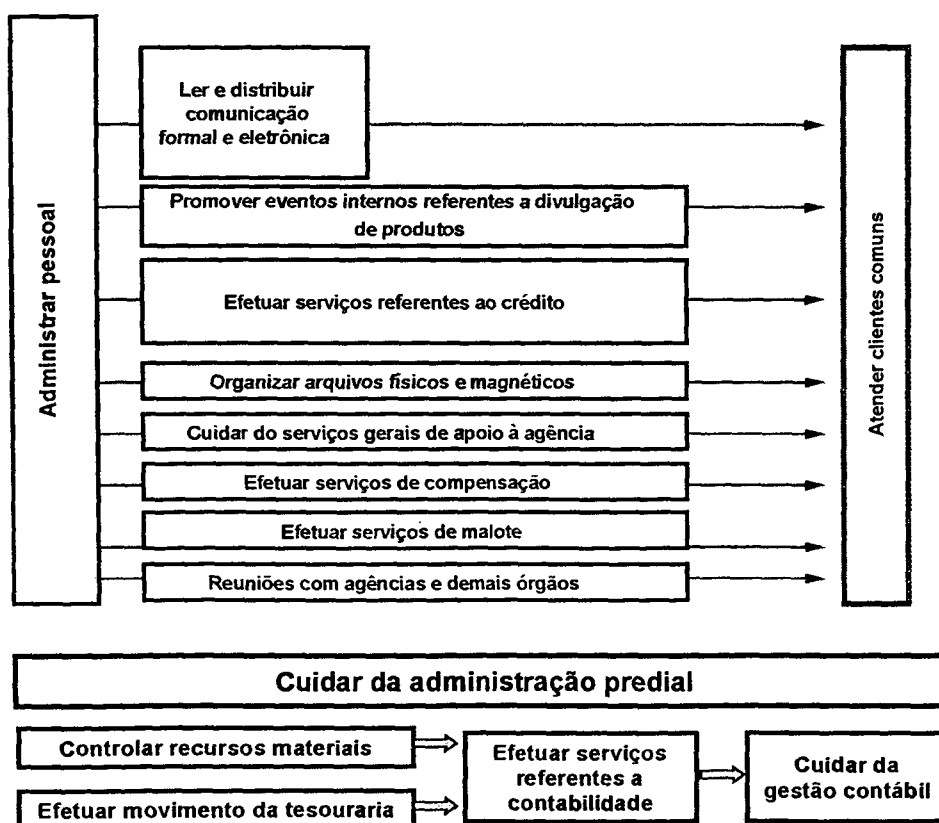 Administrar pessoal
Ler e distribuir
comunicação
formal e eletrônica
Promover eventos internos referentes a divulgação
de produtos
Efetuar serviços referentes ao crédito
Organizar arquivos físicos e magnéticos
Cuidar do serviços gerais de apoio à agência
Efetuar serviços de compensação
Efetuar serviços de malote
Reuniões com agências e demais órgãos
Atender clientes comuns
Cuidar da administração predial
Controlar recursos materiais
Efetuar movimento da tesouraria
Efetuar serviços
referentes a
contabilidade
Cuidar da
gestão contábil